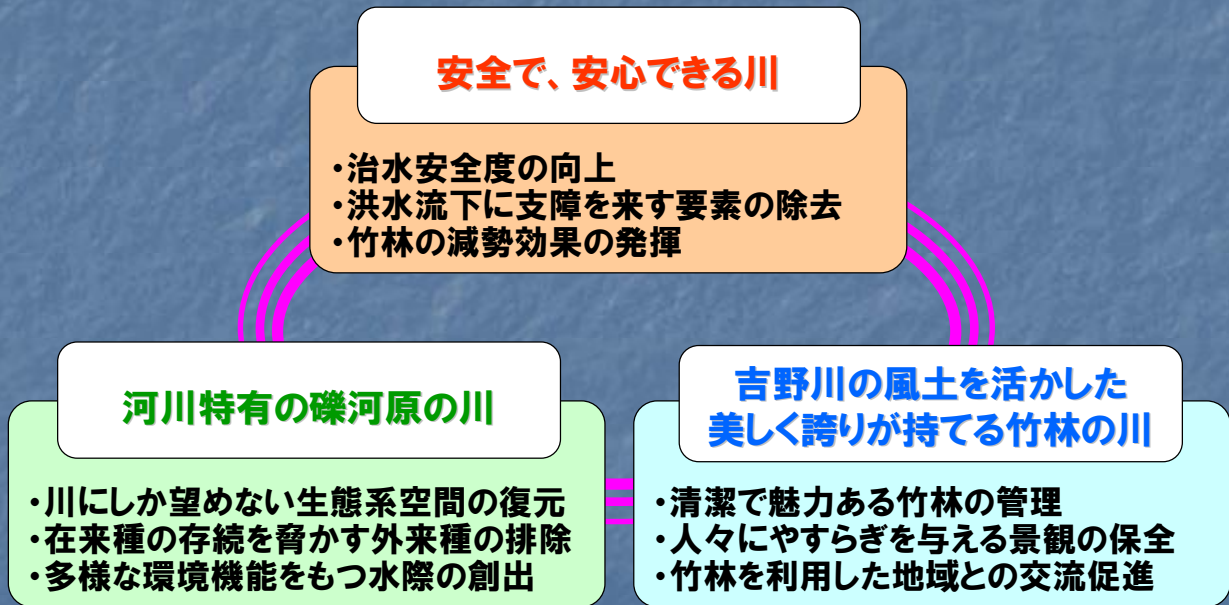 安全で、安心できる川
・治水安全度の向上
・洪水流下に支障を来す要素の除去
・竹林の減勢効果の発揮
河川特有の礫河原の川
・川にしか望めない生態系空間の復元
・在来種の存続を脅かす外来種の排除
・多様な環境機能をもつ水際の創出
吉野川の風土を活かした
美しく誇りが持てる竹林の川
・清潔で魅力ある竹林の管理
・人々にやすらぎを与える景観の保全
・竹林を利用した地域との交流促進